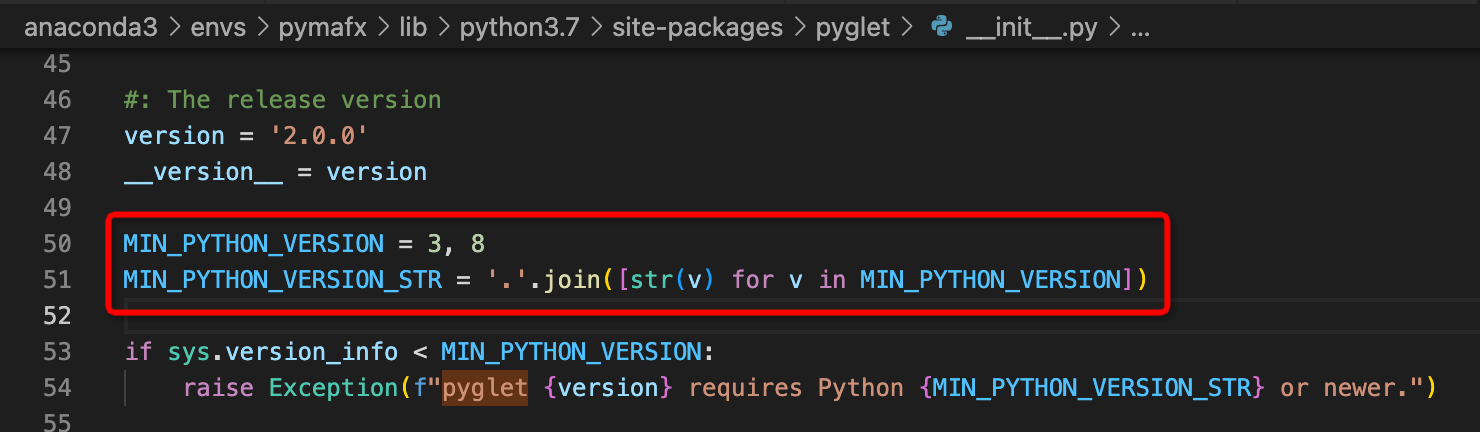 anaconda3 > envs > pymafx > lib > python3.7 > site-packages > pyglet > __init__.py > ...
45
46 #: The release version
47 version = '2.0.0'
48 __version__ = version
49
50 MIN_PYTHON_VERSION = 3, 8
51 MIN_PYTHON_VERSION_STR = '.'.join([str(v) for v in MIN_PYTHON_VERSION])
52
53 if sys.version_info < MIN_PYTHON_VERSION:
54     raise Exception(f"pyglet {version} requires Python {MIN_PYTHON_VERSION_STR} or newer.")
55